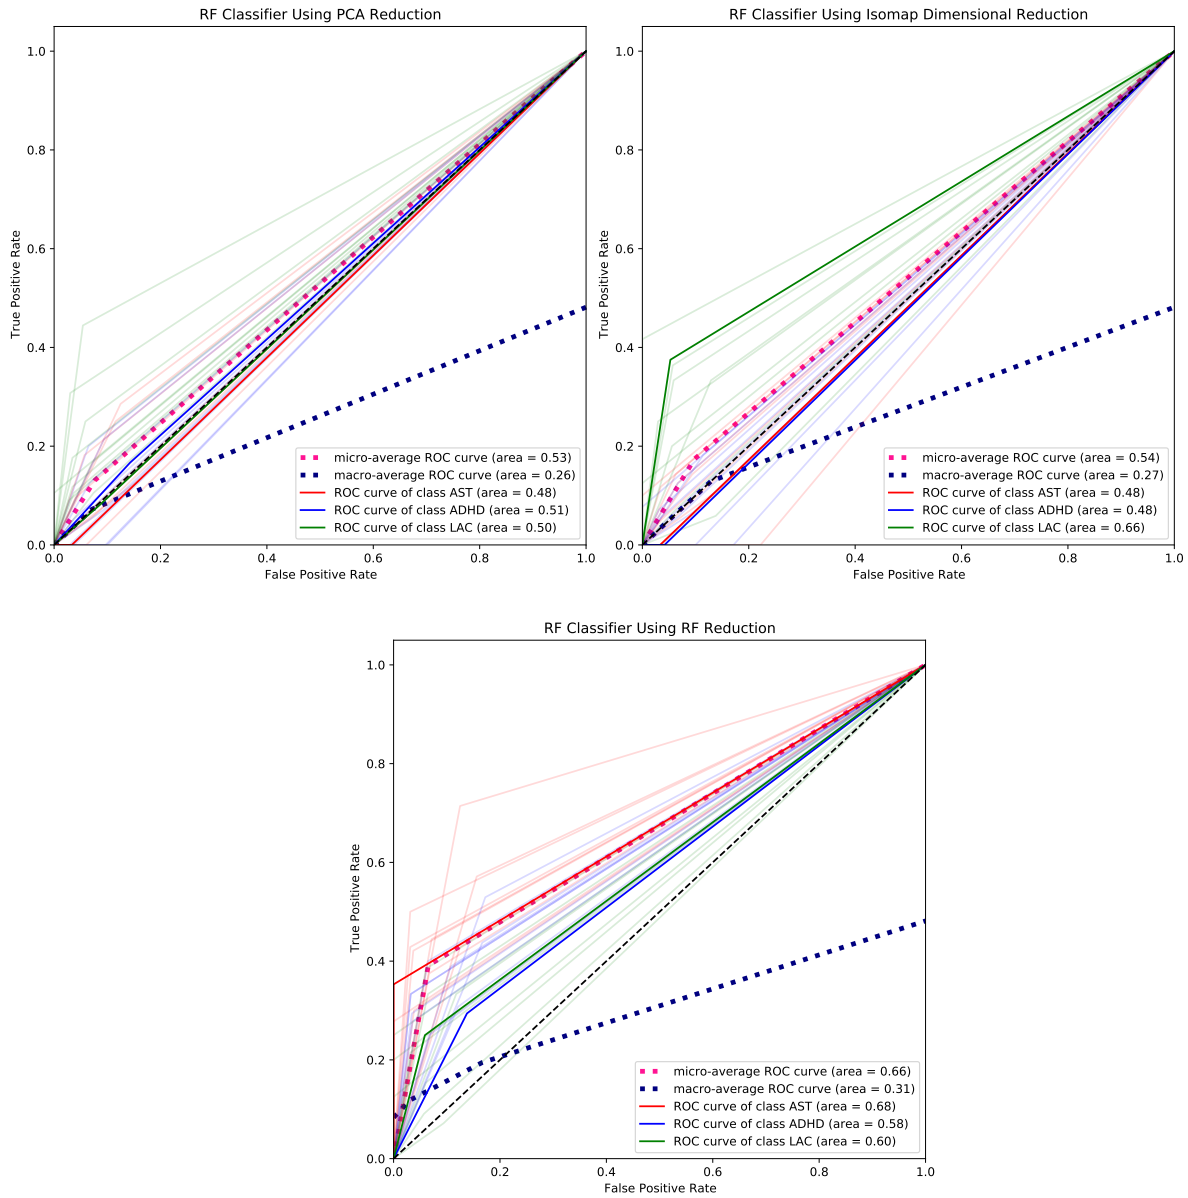 RF Classifier Using PCA Reduction
1.0
0.8
0.6
0.4
0.2
0.0
True Positive Rate
micro-average ROC curve (area = 0.53)
macro-average ROC curve (area = 0.26)
ROC curve of class AST (area = 0.48)
ROC curve of class ADHD (area = 0.51)
ROC curve of class LAC (area = 0.50)
0.0 0.2 0.4 0.6 0.8 1.0
False Positive Rate
RF Classifier Using Isomap Dimensional Reduction
1.0
0.8
0.6
0.4
0.2
0.0
True Positive Rate
micro-average ROC curve (area = 0.54)
macro-average ROC curve (area = 0.27)
ROC curve of class AST (area = 0.48)
ROC curve of class ADHD (area = 0.48)
ROC curve of class LAC (area = 0.66)
0.0 0.2 0.4 0.6 0.8 1.0
False Positive Rate
RF Classifier Using RF Reduction
1.0
0.8
0.6
0.4
0.2
0.0
True Positive Rate
micro-average ROC curve (area = 0.66)
macro-average ROC curve (area = 0.31)
ROC curve of class AST (area = 0.68)
ROC curve of class ADHD (area = 0.58)
ROC curve of class LAC (area = 0.60)
0.0 0.2 0.4 0.6 0.8 1.0
False Positive Rate